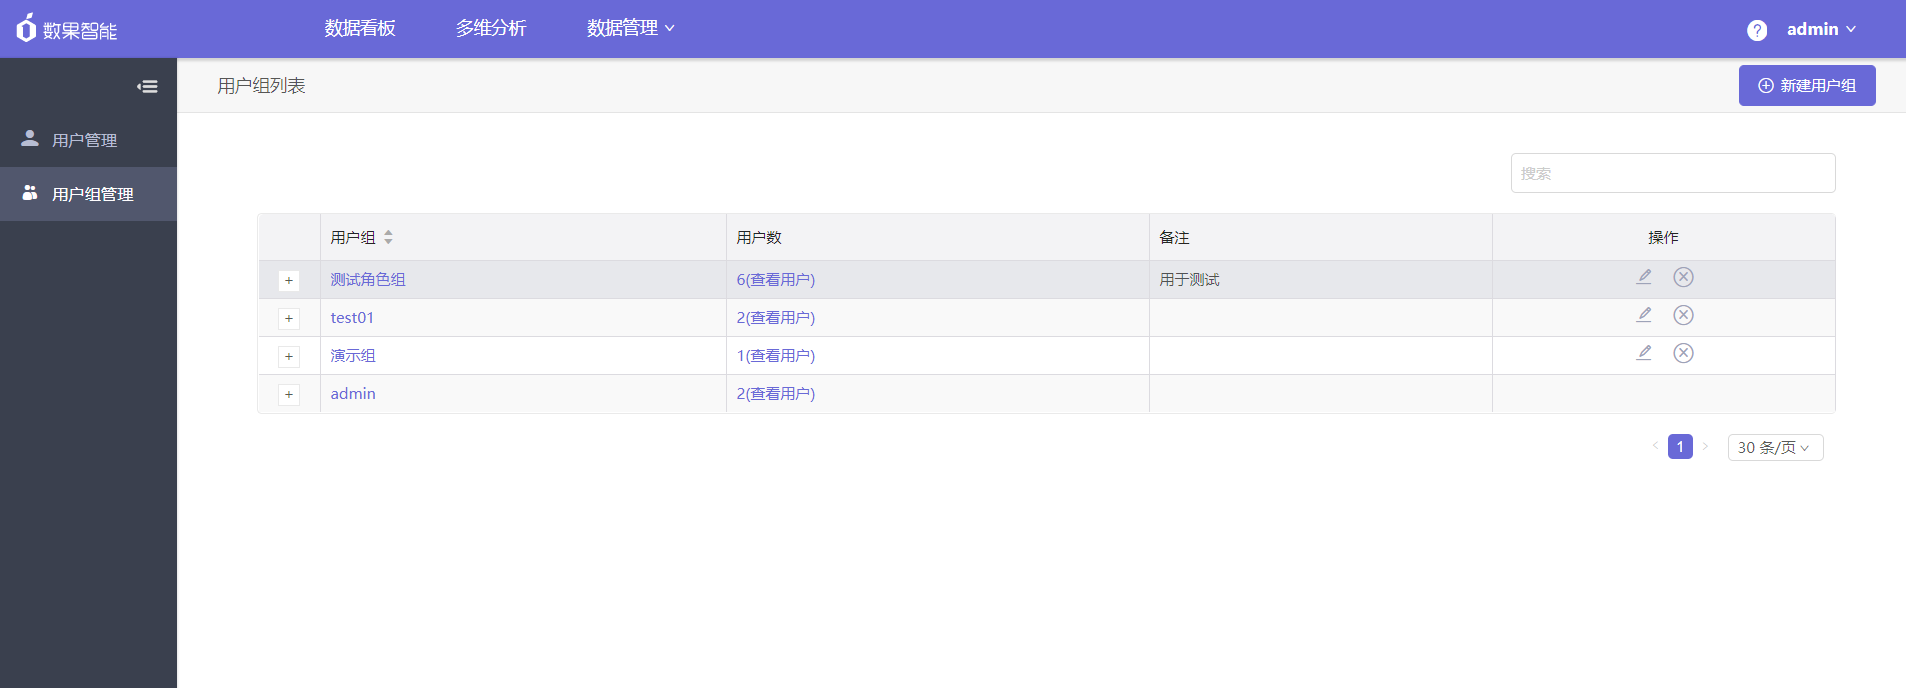 数果智能 数据看板 多维分析 数据管理 ? admin
用户组列表 新建用户组
用户管理
用户组管理
搜索
用户组 用户数 备注 操作
+ 测试角色组 6(查看用户) 用于测试
+ test01 2(查看用户)
+ 演示组 1(查看用户)
+ admin 2(查看用户)
< 1 > 30 条/页